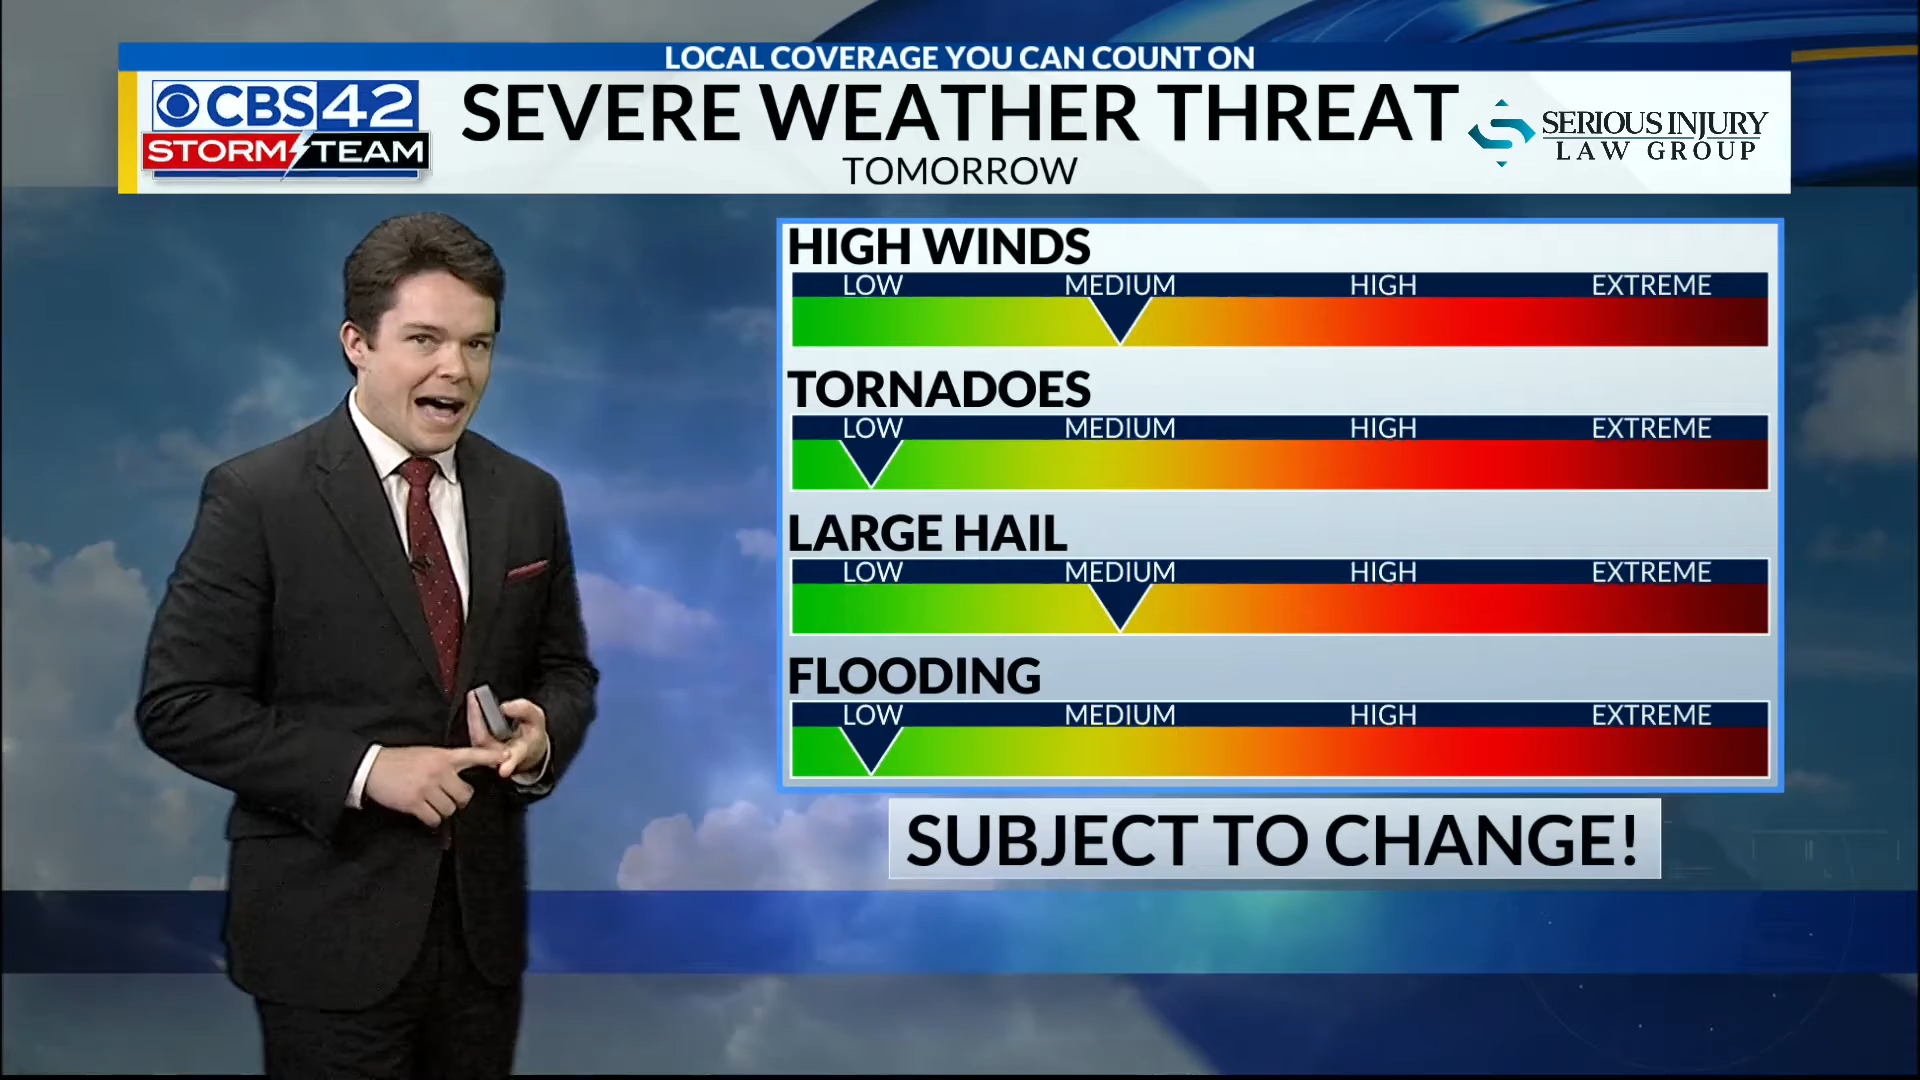 LOCAL COVERAGE YOU CAN COUNT ON
CBS 42
STORM TEAM
SEVERE WEATHER THREAT
TOMORROW
SERIOUS INJURY
LAW GROUP
HIGH WINDS
LOW MEDIUM HIGH EXTREME
TORNADOES
LOW MEDIUM HIGH EXTREME
LARGE HAIL
LOW MEDIUM HIGH EXTREME
FLOODING
LOW MEDIUM HIGH EXTREME
SUBJECT TO CHANGE!